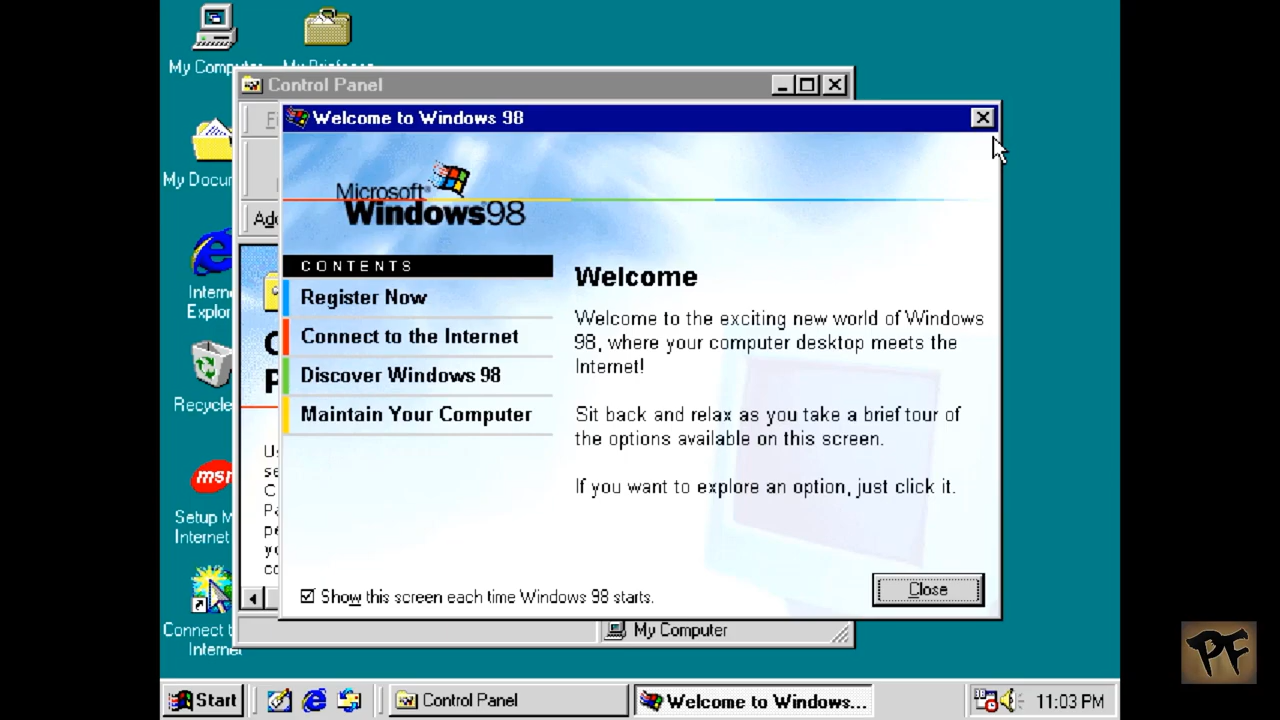 My Computer
My Briefcase
Control Panel
Welcome to Windows 98
My Docu
Microsoft
Windows98
CONTENTS
Register Now
Connect to the Internet
Discover Windows 98
Maintain Your Computer
Welcome
Welcome to the exciting new world of Windows
98, where your computer desktop meets the
Internet!
Sit back and relax as you take a brief tour of
the options available on this screen.
If you want to explore an option, just click it.
Intern
Explor
Recycle
msn
Setup M
Internet
Connect t
Internet
Show this screen each time Windows 98 starts.
Close
My Computer
Start
Control Panel
Welcome to Windows...
11:03 PM
PF